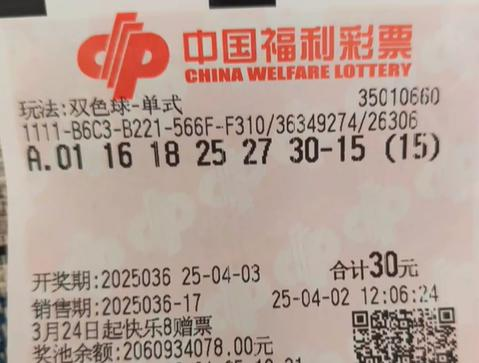 中国福利彩票
CHINA WELFARE LOTTERY
玩法:双色球-单式 35010660
1111-B6C3-B221-566F-F310/36349274/26306
A.01 16 18 25 27 30-15 (15)
开奖期:2025036 25-04-03 合计30元
销售期:2025036-17 25-04-02 12:06:24
3月24日起快乐8赠票
奖池余额:2060934078.00元